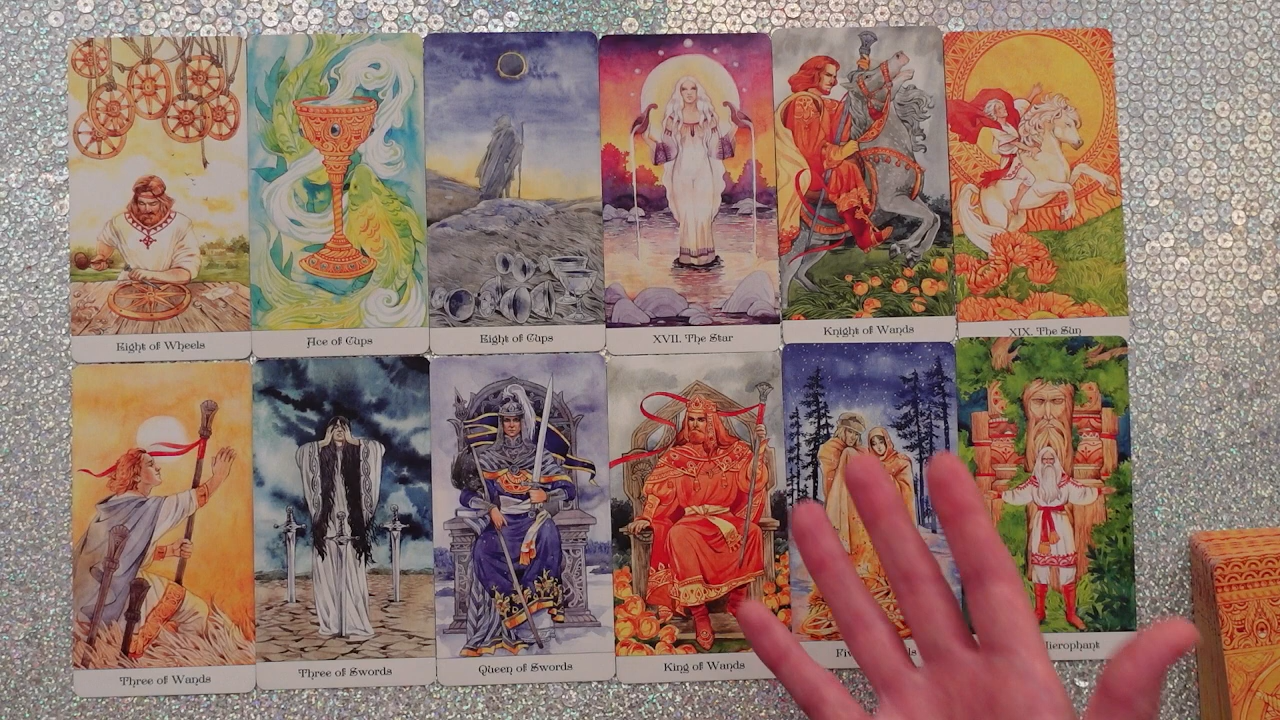 Eight of Wheels
Ace of Cups
Eight of Cups
XVII. The Star
Knight of Wands
XIX. The Sun
Three of Wands
Three of Swords
Queen of Swords
King of Wands
Hierophant